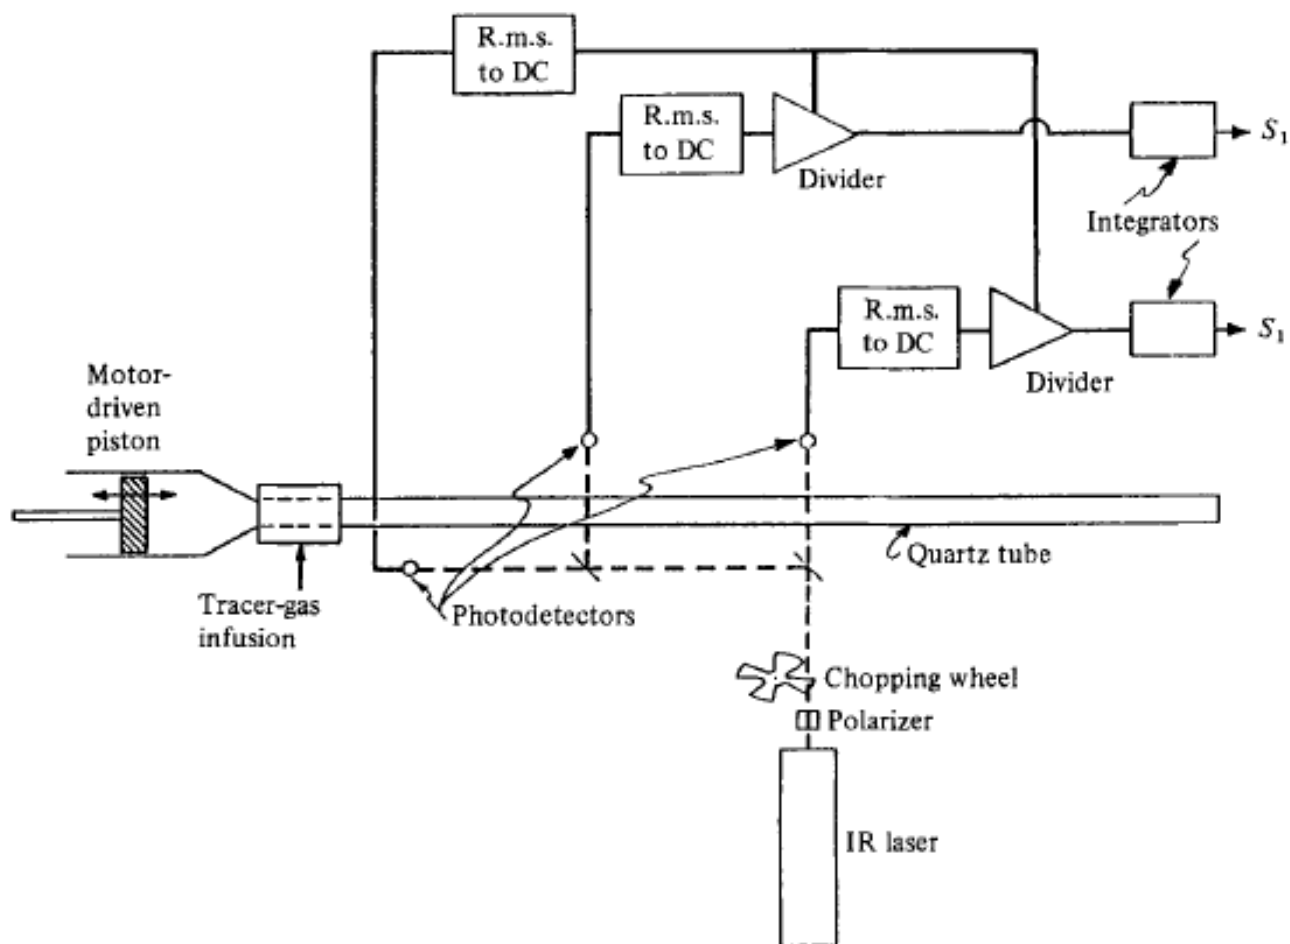 R.m.s.
to DC
R.m.s.
to DC
Divider
S₁
Integrators
R.m.s.
to DC
Divider
S₁
Motor-
driven
piston
Quartz tube
Tracer-gas
infusion
Photodetectors
Chopping wheel
Polarizer
IR laser